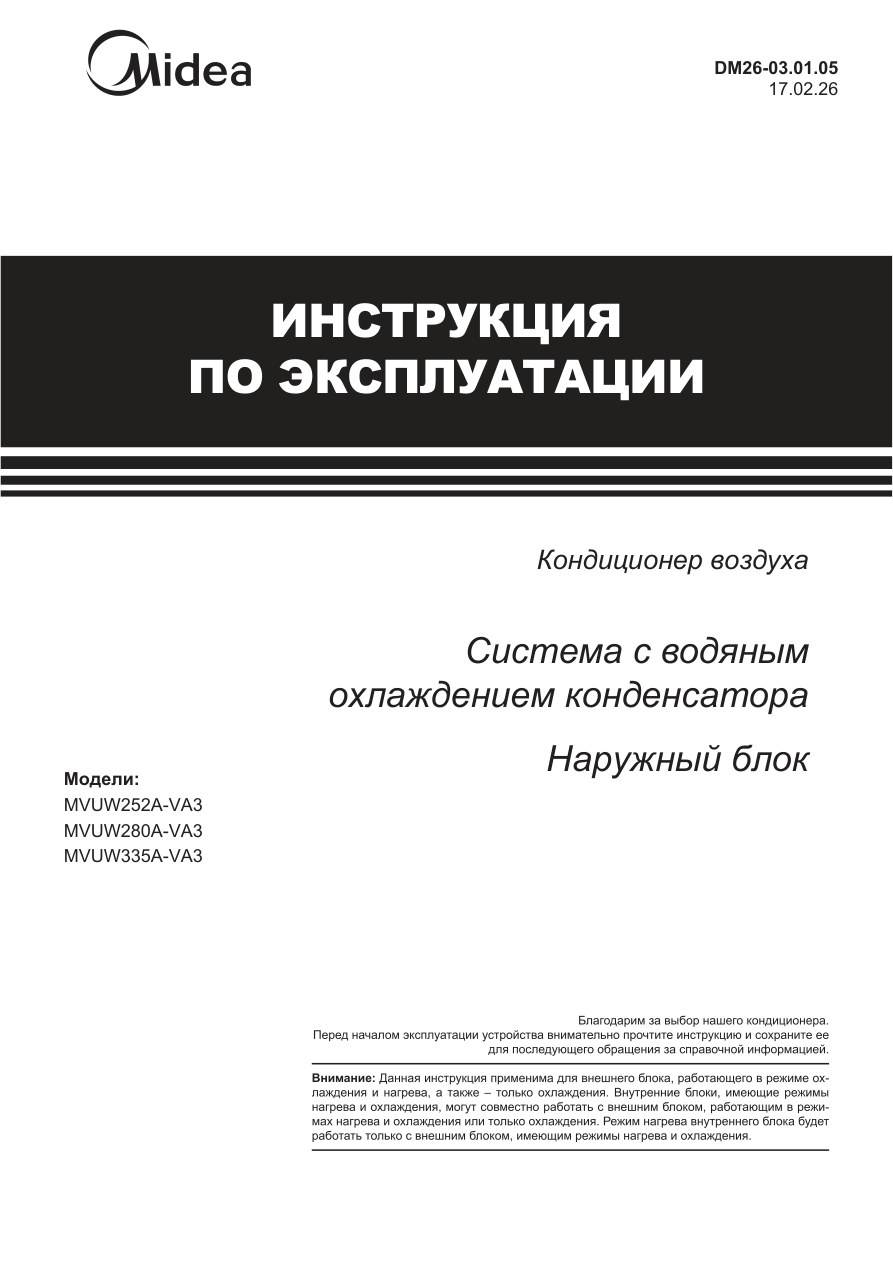 Midea
DM26-03.01.05
17.02.26
ИНСТРУКЦИЯ
ПО ЭКСПЛУАТАЦИИ
Кондиционер воздуха
Система с водяным
охлаждением конденсатора
Наружный блок
Модели:
MVUW252A-VA3
MVUW280A-VA3
MVUW335A-VA3
Благодарим за выбор нашего кондиционера.
Перед началом эксплуатации устройства внимательно прочтите инструкцию и сохраните ее
для последующего обращения за справочной информацией.
Внимание: Данная инструкция применима для внешнего блока, работающего в режиме ох-
лаждения и нагрева, а также – только охлаждения. Внутренние блоки, имеющие режимы
нагрева и охлаждения, могут совместно работать с внешним блоком, работающим в режи-
мах нагрева и охлаждения или только охлаждения. Режим нагрева внутреннего блока будет
работать только с внешним блоком, имеющим режимы нагрева и охлаждения.